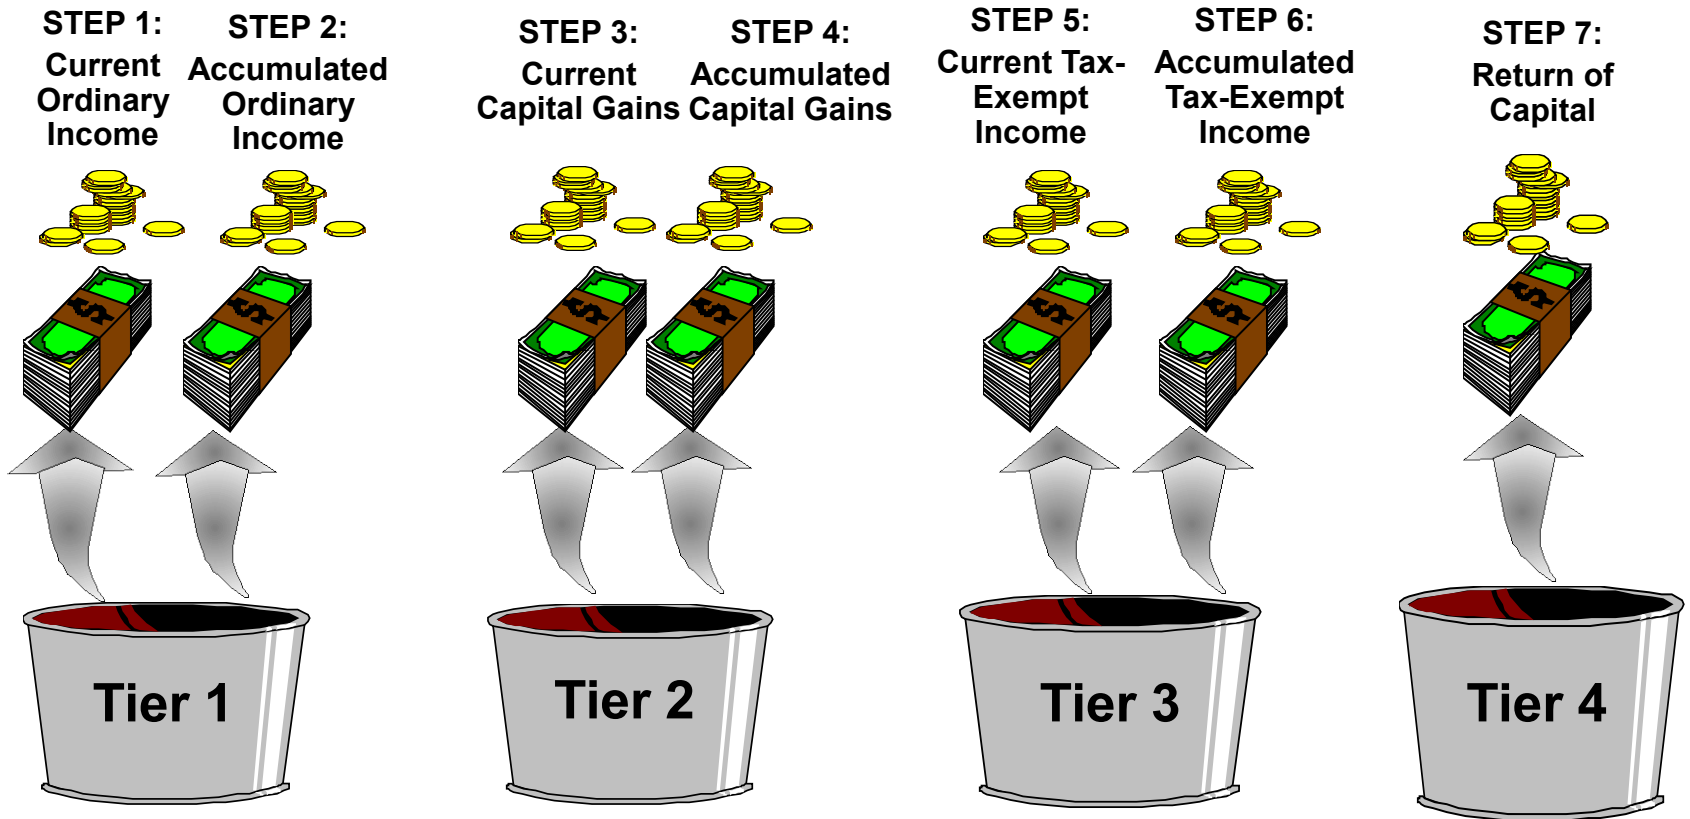 STEP 1:
Current
Ordinary
Income
STEP 2:
Accumulated
Ordinary
Income
STEP 3:
Current
Capital Gains
STEP 4:
Accumulated
Capital Gains
STEP 5:
Current Tax-
Exempt
Income
STEP 6:
Accumulated
Tax-Exempt
Income
STEP 7:
Return of
Capital
$
$
$
$
$
$
$
Tier 1
Tier 2
Tier 3
Tier 4